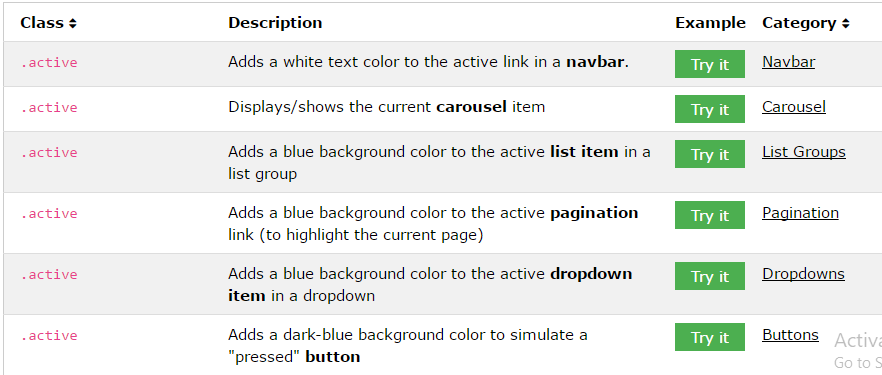 Class Description Example Category
.active Adds a white text color to the active link in a navbar. Try it Navbar
.active Displays/shows the current carousel item Try it Carousel
.active Adds a blue background color to the active list item in a Try it List Groups
list group
.active Adds a blue background color to the active pagination Try it Pagination
link (to highlight the current page)
.active Adds a blue background color to the active dropdown Try it Dropdowns
item in a dropdown
.active Adds a dark-blue background color to simulate a Try it Buttons
"pressed" button
Go to S